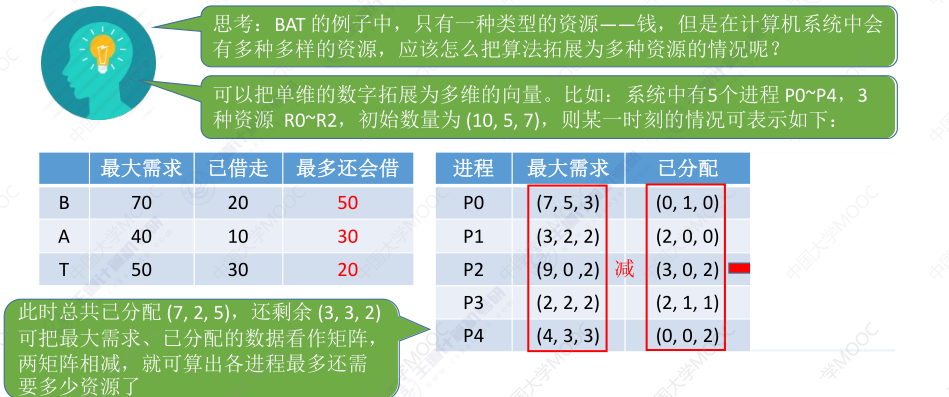 思考：BAT 的例子中，只有一种类型的资源——钱，但是在计算机系统中会
有多种多样的资源，应该怎么把算法拓展为多种资源的情况呢？
可以把单维的数字拓展为多维的向量。比如：系统中有5个进程 P0~P4，3
种资源 R0~R2，初始数量为 (10, 5, 7)，则某一时刻的情况可表示如下：
最大需求 已借走 最多还会借
B 70 20 50
A 40 10 30
T 50 30 20
进程 最大需求 已分配
P0 (7, 5, 3) (0, 1, 0)
P1 (3, 2, 2) (2, 0, 0)
P2 (9, 0 ,2) 减 (3, 0, 2)
P3 (2, 2, 2) (2, 1, 1)
P4 (4, 3, 3) (0, 0, 2)
此时总共已分配 (7, 2, 5)，还剩余 (3, 3, 2)
可把最大需求、已分配的数据看作矩阵，
两矩阵相减，就可算出各进程最多还需
要多少资源了
中国大学MOOC